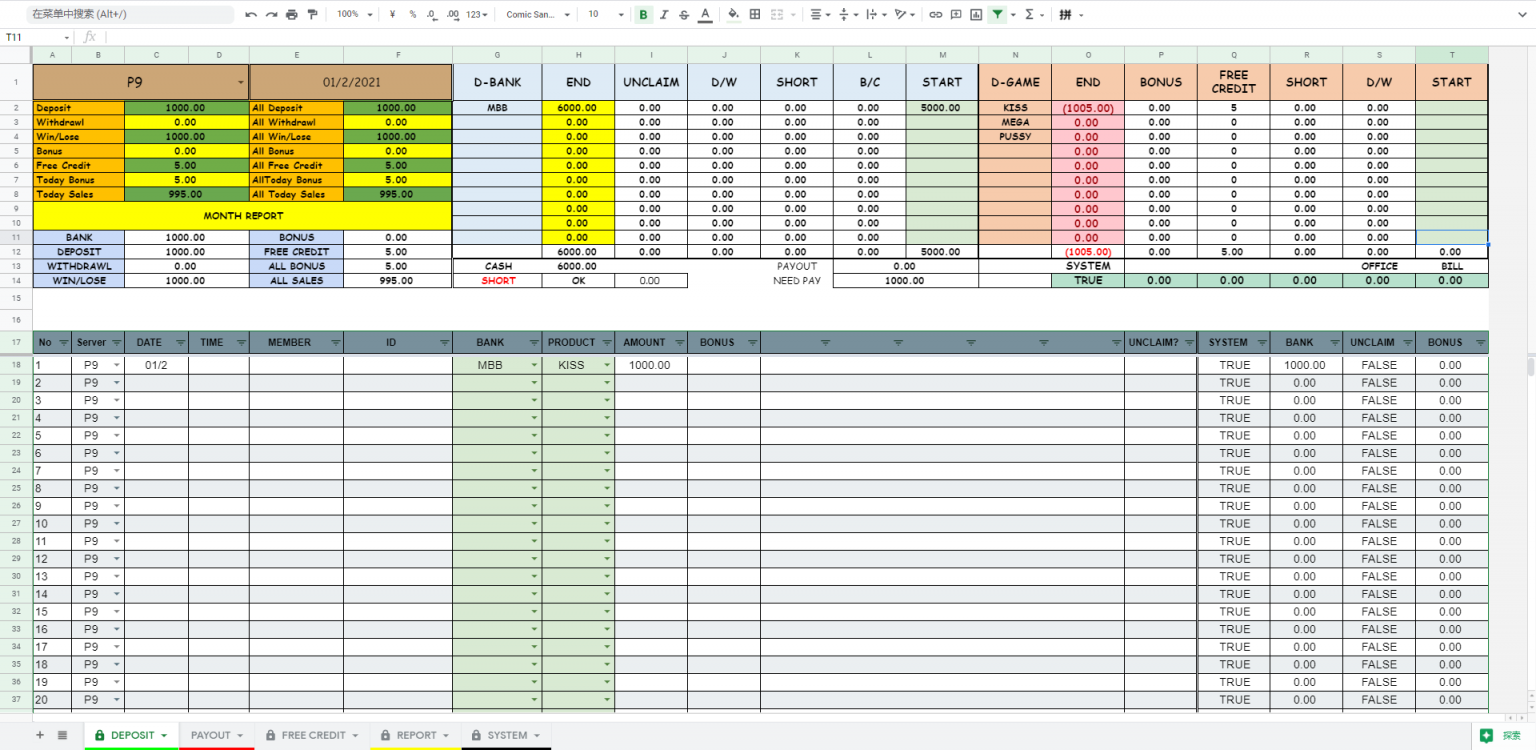 在菜单中搜索 (Alt+/) 100% ¥ % .0 .00 123 Comic San... 10 B I S A Σ 拼
T11 fx
A B C D E F G H I J K L M N O P Q R S T
1 P9 01/2/2021 D-BANK END UNCLAIM D/W SHORT B/C START D-GAME END BONUS FREE CREDIT SHORT D/W START
2 Deposit 1000.00 All Deposit 1000.00 MBB 6000.00 0.00 0.00 0.00 0.00 5000.00 KISS (1005.00) 0.00 5 0.00 0.00
3 Withdrawl 0.00 All Withdrawl 0.00 0.00 0.00 0.00 0.00 0.00 MEGA 0.00 0.00 0 0.00 0.00
4 Win/Lose 1000.00 All Win/Lose 1000.00 0.00 0.00 0.00 0.00 0.00 PUSSY 0.00 0.00 0 0.00 0.00
5 Bonus 0.00 All Bonus 0.00 0.00 0.00 0.00 0.00 0.00 0.00 0.00 0 0.00 0.00
6 Free Credit 5.00 All Free Credit 5.00 0.00 0.00 0.00 0.00 0.00 0.00 0.00 0 0.00 0.00
7 Today Bonus 5.00 AllToday Bonus 5.00 0.00 0.00 0.00 0.00 0.00 0.00 0.00 0 0.00 0.00
8 Today Sales 995.00 All Today Sales 995.00 0.00 0.00 0.00 0.00 0.00 0.00 0.00 0 0.00 0.00
9 MONTH REPORT 0.00 0.00 0.00 0.00 0.00 0.00 0.00 0 0.00 0.00
10 0.00 0.00 0.00 0.00 0.00 0.00 0.00 0 0.00 0.00
11 BANK 1000.00 BONUS 0.00 0.00 0.00 0.00 0.00 0.00 0.00 0.00 0 0.00 0.00
12 DEPOSIT 1000.00 FREE CREDIT 5.00 6000.00 0.00 0.00 0.00 0.00 5000.00 (1005.00) 0.00 5.00 0.00 0.00 0.00
13 WITHDRAWL 0.00 ALL BONUS 5.00 CASH 6000.00 PAYOUT 0.00 SYSTEM OFFICE BILL
14 WIN/LOSE 1000.00 ALL SALES 995.00 SHORT OK 0.00 NEED PAY 1000.00 TRUE 0.00 0.00 0.00 0.00 0.00
15
16
17 No Server DATE TIME MEMBER ID BANK PRODUCT AMOUNT BONUS UNCLAIM? SYSTEM BANK UNCLAIM BONUS
18 1 P9 01/2 MBB KISS 1000.00 TRUE 1000.00 FALSE 0.00
19 2 P9 TRUE 0.00 FALSE 0.00
20 3 P9 TRUE 0.00 FALSE 0.00
21 4 P9 TRUE 0.00 FALSE 0.00
22 5 P9 TRUE 0.00 FALSE 0.00
23 6 P9 TRUE 0.00 FALSE 0.00
24 7 P9 TRUE 0.00 FALSE 0.00
25 8 P9 TRUE 0.00 FALSE 0.00
26 9 P9 TRUE 0.00 FALSE 0.00
27 10 P9 TRUE 0.00 FALSE 0.00
28 11 P9 TRUE 0.00 FALSE 0.00
29 12 P9 TRUE 0.00 FALSE 0.00
30 13 P9 TRUE 0.00 FALSE 0.00
31 14 P9 TRUE 0.00 FALSE 0.00
32 15 P9 TRUE 0.00 FALSE 0.00
33 16 P9 TRUE 0.00 FALSE 0.00
34 17 P9 TRUE 0.00 FALSE 0.00
35 18 P9 TRUE 0.00 FALSE 0.00
36 19 P9 TRUE 0.00 FALSE 0.00
37 20 P9 TRUE 0.00 FALSE 0.00
DEPOSIT PAYOUT FREE CREDIT REPORT SYSTEM 探索